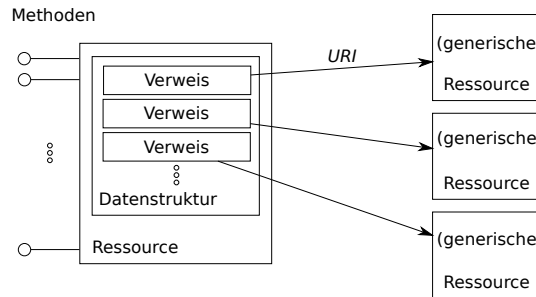 Methoden
URI
Verweis
Verweis
Verweis
Datenstruktur
Ressource
(generische
Ressource
(generische
Ressource
(generische
Ressource